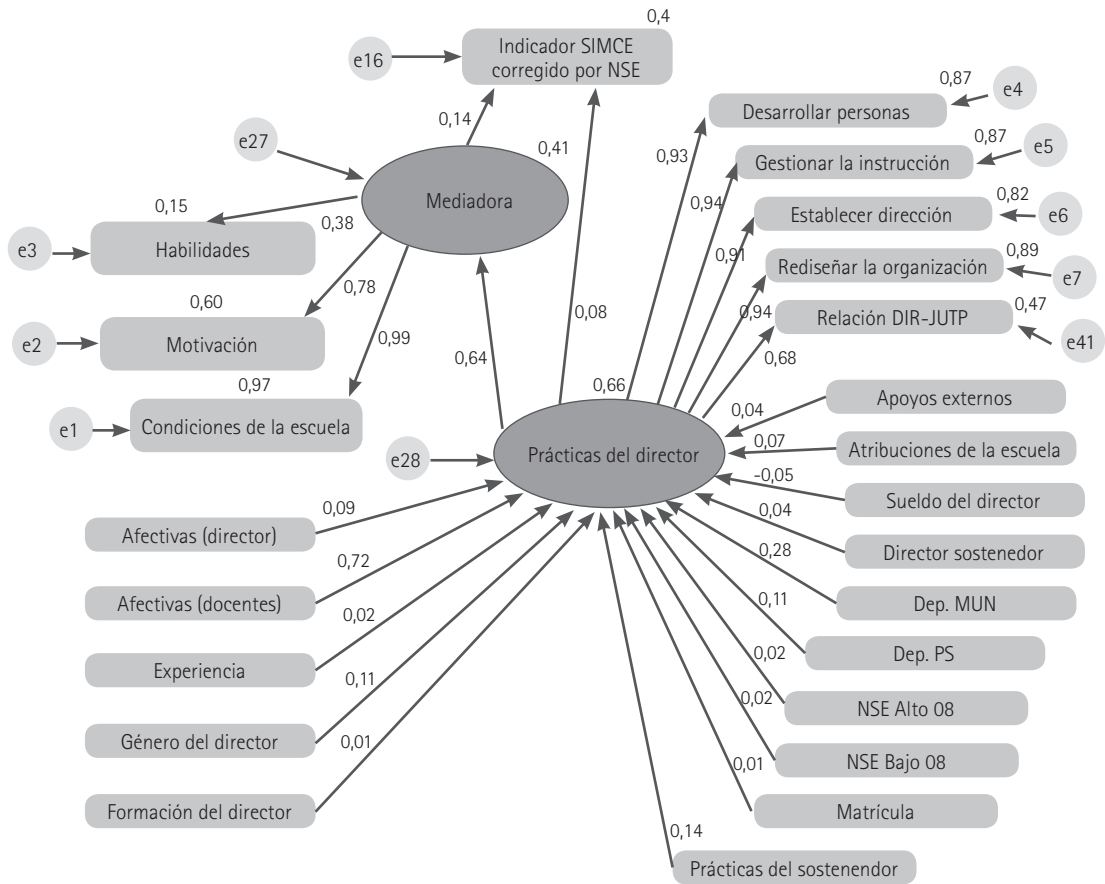 0,4
e16
Indicador SIMCE
corregido por NSE
0,87
e4
Desarrollar personas
0,14
0,93
e27
0,41
0,87
e5
Gestionar la instrucción
Mediadora
0,94
0,82
e6
Establecer dirección
0,15
0,38
0,91
e3
Habilidades
0,89
e7
Rediseñar la organización
0,78
0,60
0,08
0,94
0,47
Relación DIR-JUTP
e2
Motivación
0,99
0,64
0,68
e41
0,97
0,66
e1
Condiciones de la escuela
0,04
Apoyos externos
e28
Prácticas del director
0,07
Atribuciones de la escuela
-0,05
Sueldo del director
0,09
Afectivas (director)
0,04
Director sostenedor
0,72
Afectivas (docentes)
0,28
Dep. MUN
0,02
Experiencia
0,11
Dep. PS
0,11
Género del director
0,02
NSE Alto 08
0,01
Formación del director
0,02
NSE Bajo 08
0,01
Matrícula
0,14
Prácticas del sostenendor